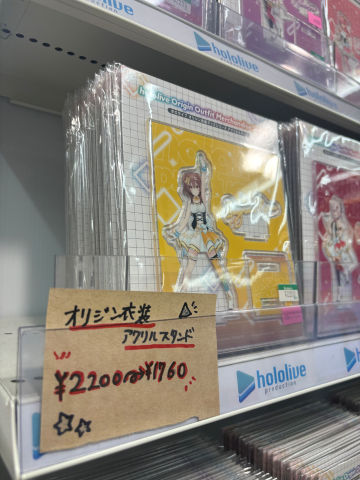 hololive
hololive Origin Outfit Merchandise
hololive
オリジン衣装
アクリルスタンド
¥2200→¥1760
hololive
production